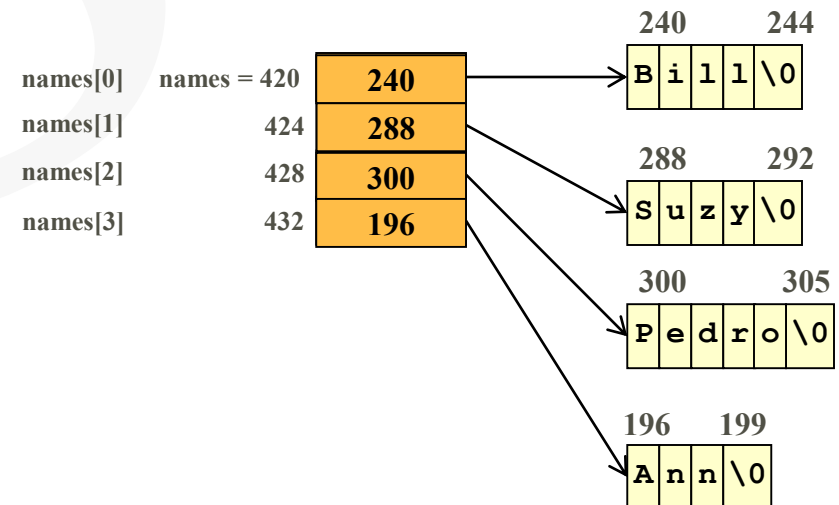 240 244
names[0] names = 420 240 B i l l \0
names[1] 424 288
names[2] 428 300
288 292
names[3] 432 196
S u z y \0
300 305
P e d r o \0
196 199
A n n \0